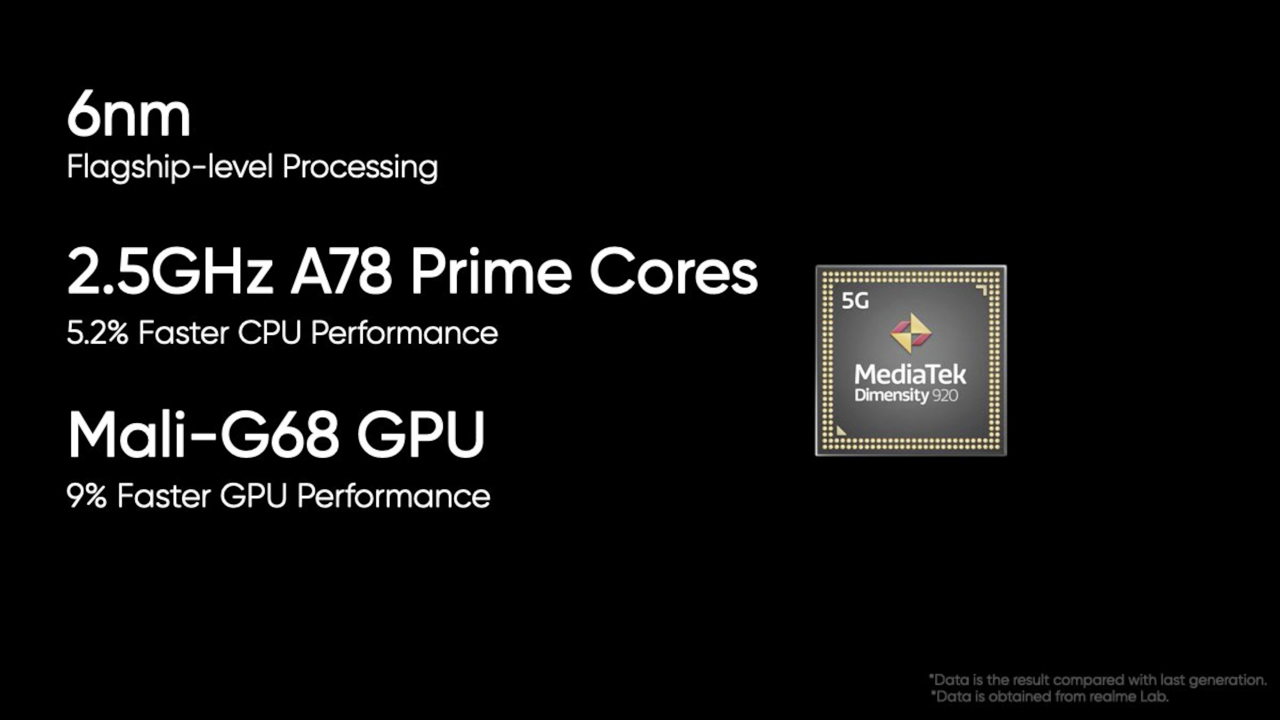 6nm
Flagship-level Processing
2.5GHz A78 Prime Cores
5.2% Faster CPU Performance
Mali-G68 GPU
9% Faster GPU Performance
5G
MediaTek
Dimensity 920
*Data is the result compared with last generation.
*Data is obtained from realme Lab.